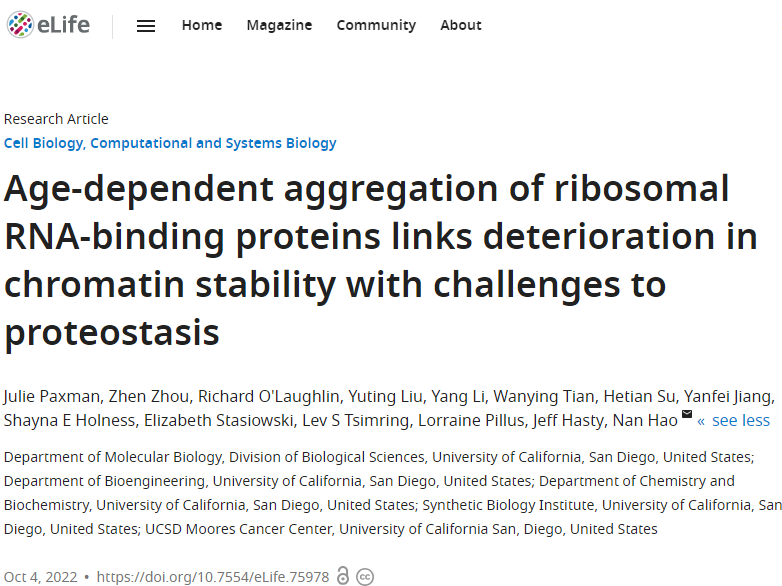 eLife Home Magazine Community About
Research Article
Cell Biology, Computational and Systems Biology
Age-dependent aggregation of ribosomal
RNA-binding proteins links deterioration in
chromatin stability with challenges to
proteostasis
Julie Paxman, Zhen Zhou, Richard O'Laughlin, Yuting Liu, Yang Li, Wanying Tian, Hetian Su, Yanfei Jiang,
Shayna E Holness, Elizabeth Stasiowski, Lev S Tsimring, Lorraine Pillus, Jeff Hasty, Nan Hao « see less
Department of Molecular Biology, Division of Biological Sciences, University of California, San Diego, United States;
Department of Bioengineering, University of California, San Diego, United States; Department of Chemistry and
Biochemistry, University of California, San Diego, United States; Synthetic Biology Institute, University of California, San
Diego, United States; UCSD Moores Cancer Center, University of California San, Diego, United States
Oct 4, 2022 • https://doi.org/10.7554/eLife.75978 cc